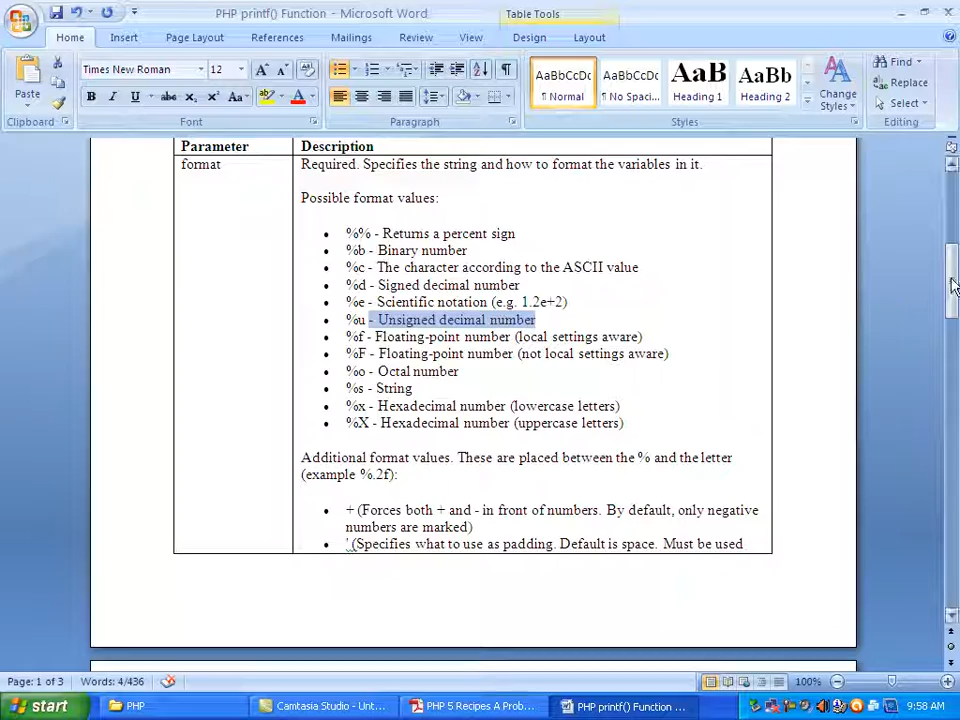 PHP printf() Function - Microsoft Word
Table Tools
Home Insert Page Layout References Mailings Review View Design Layout
Paste
Times New Roman 12
B I U abc X₂ X² Aa A
AaBbCcDc AaBbCcDc AaB AaBb
¶ Normal ¶ No Spaci... Heading 1 Heading 2
Change
Styles
Find
Replace
Select
Clipboard Font Paragraph Styles Editing
Parameter Description
format Required. Specifies the string and how to format the variables in it.
Possible format values:
• %% - Returns a percent sign
• %b - Binary number
• %c - The character according to the ASCII value
• %d - Signed decimal number
• %e - Scientific notation (e.g. 1.2e+2)
• %u - Unsigned decimal number
• %f - Floating-point number (local settings aware)
• %F - Floating-point number (not local settings aware)
• %o - Octal number
• %s - String
• %x - Hexadecimal number (lowercase letters)
• %X - Hexadecimal number (uppercase letters)
Additional format values. These are placed between the % and the letter
(example %.2f):
• + (Forces both + and - in front of numbers. By default, only negative
numbers are marked)
• ' (Specifies what to use as padding. Default is space. Must be used
Page: 1 of 3 Words: 4/436 100%
start PHP Camtasia Studio - Unt... PHP 5 Recipes A Prob... PHP printf() Function ... 9:58 AM